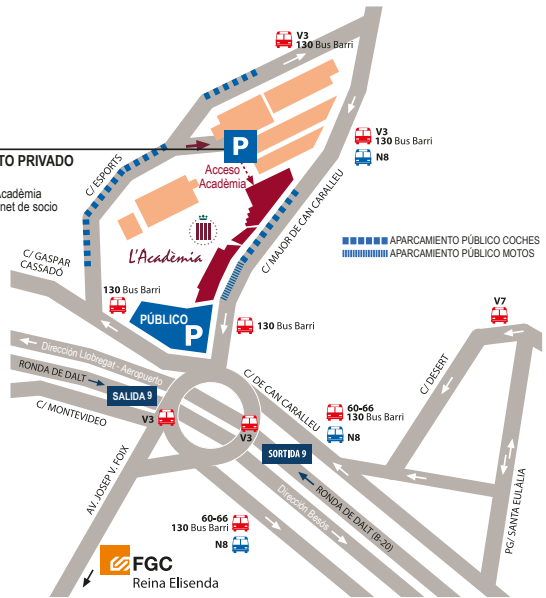 V3
130 Bus Barri
V3
130 Bus Barri
N8
P
TO PRIVADO
Acadèmia
net de socio
Acceso
Acadèmia
C/ ESPORTS
C/ MAJOR DE CAN CARALLEU
L'Acadèmia
APARCAMIENTO PÚBLICO COCHES
APARCAMIENTO PÚBLICO MOTOS
C/ GASPAR
CASSADÓ
130 Bus Barri
PÚBLICO
P
130 Bus Barri
V7
C/ DESERT
Dirección Llobregat - Aeropuerto
RONDA DE DALT
SALIDA 9
C/ MONTEVIDEO
C/ DE CAN CARALLEU
60-66
130 Bus Barri
N8
V3
V3
SORTIDA 9
AV. JOSEP V. FOIX
RONDA DE DALT (B-20)
Dirección Besòs
PG/ SANTA EULÀLIA
60-66
130 Bus Barri
N8
FGC
Reina Elisenda